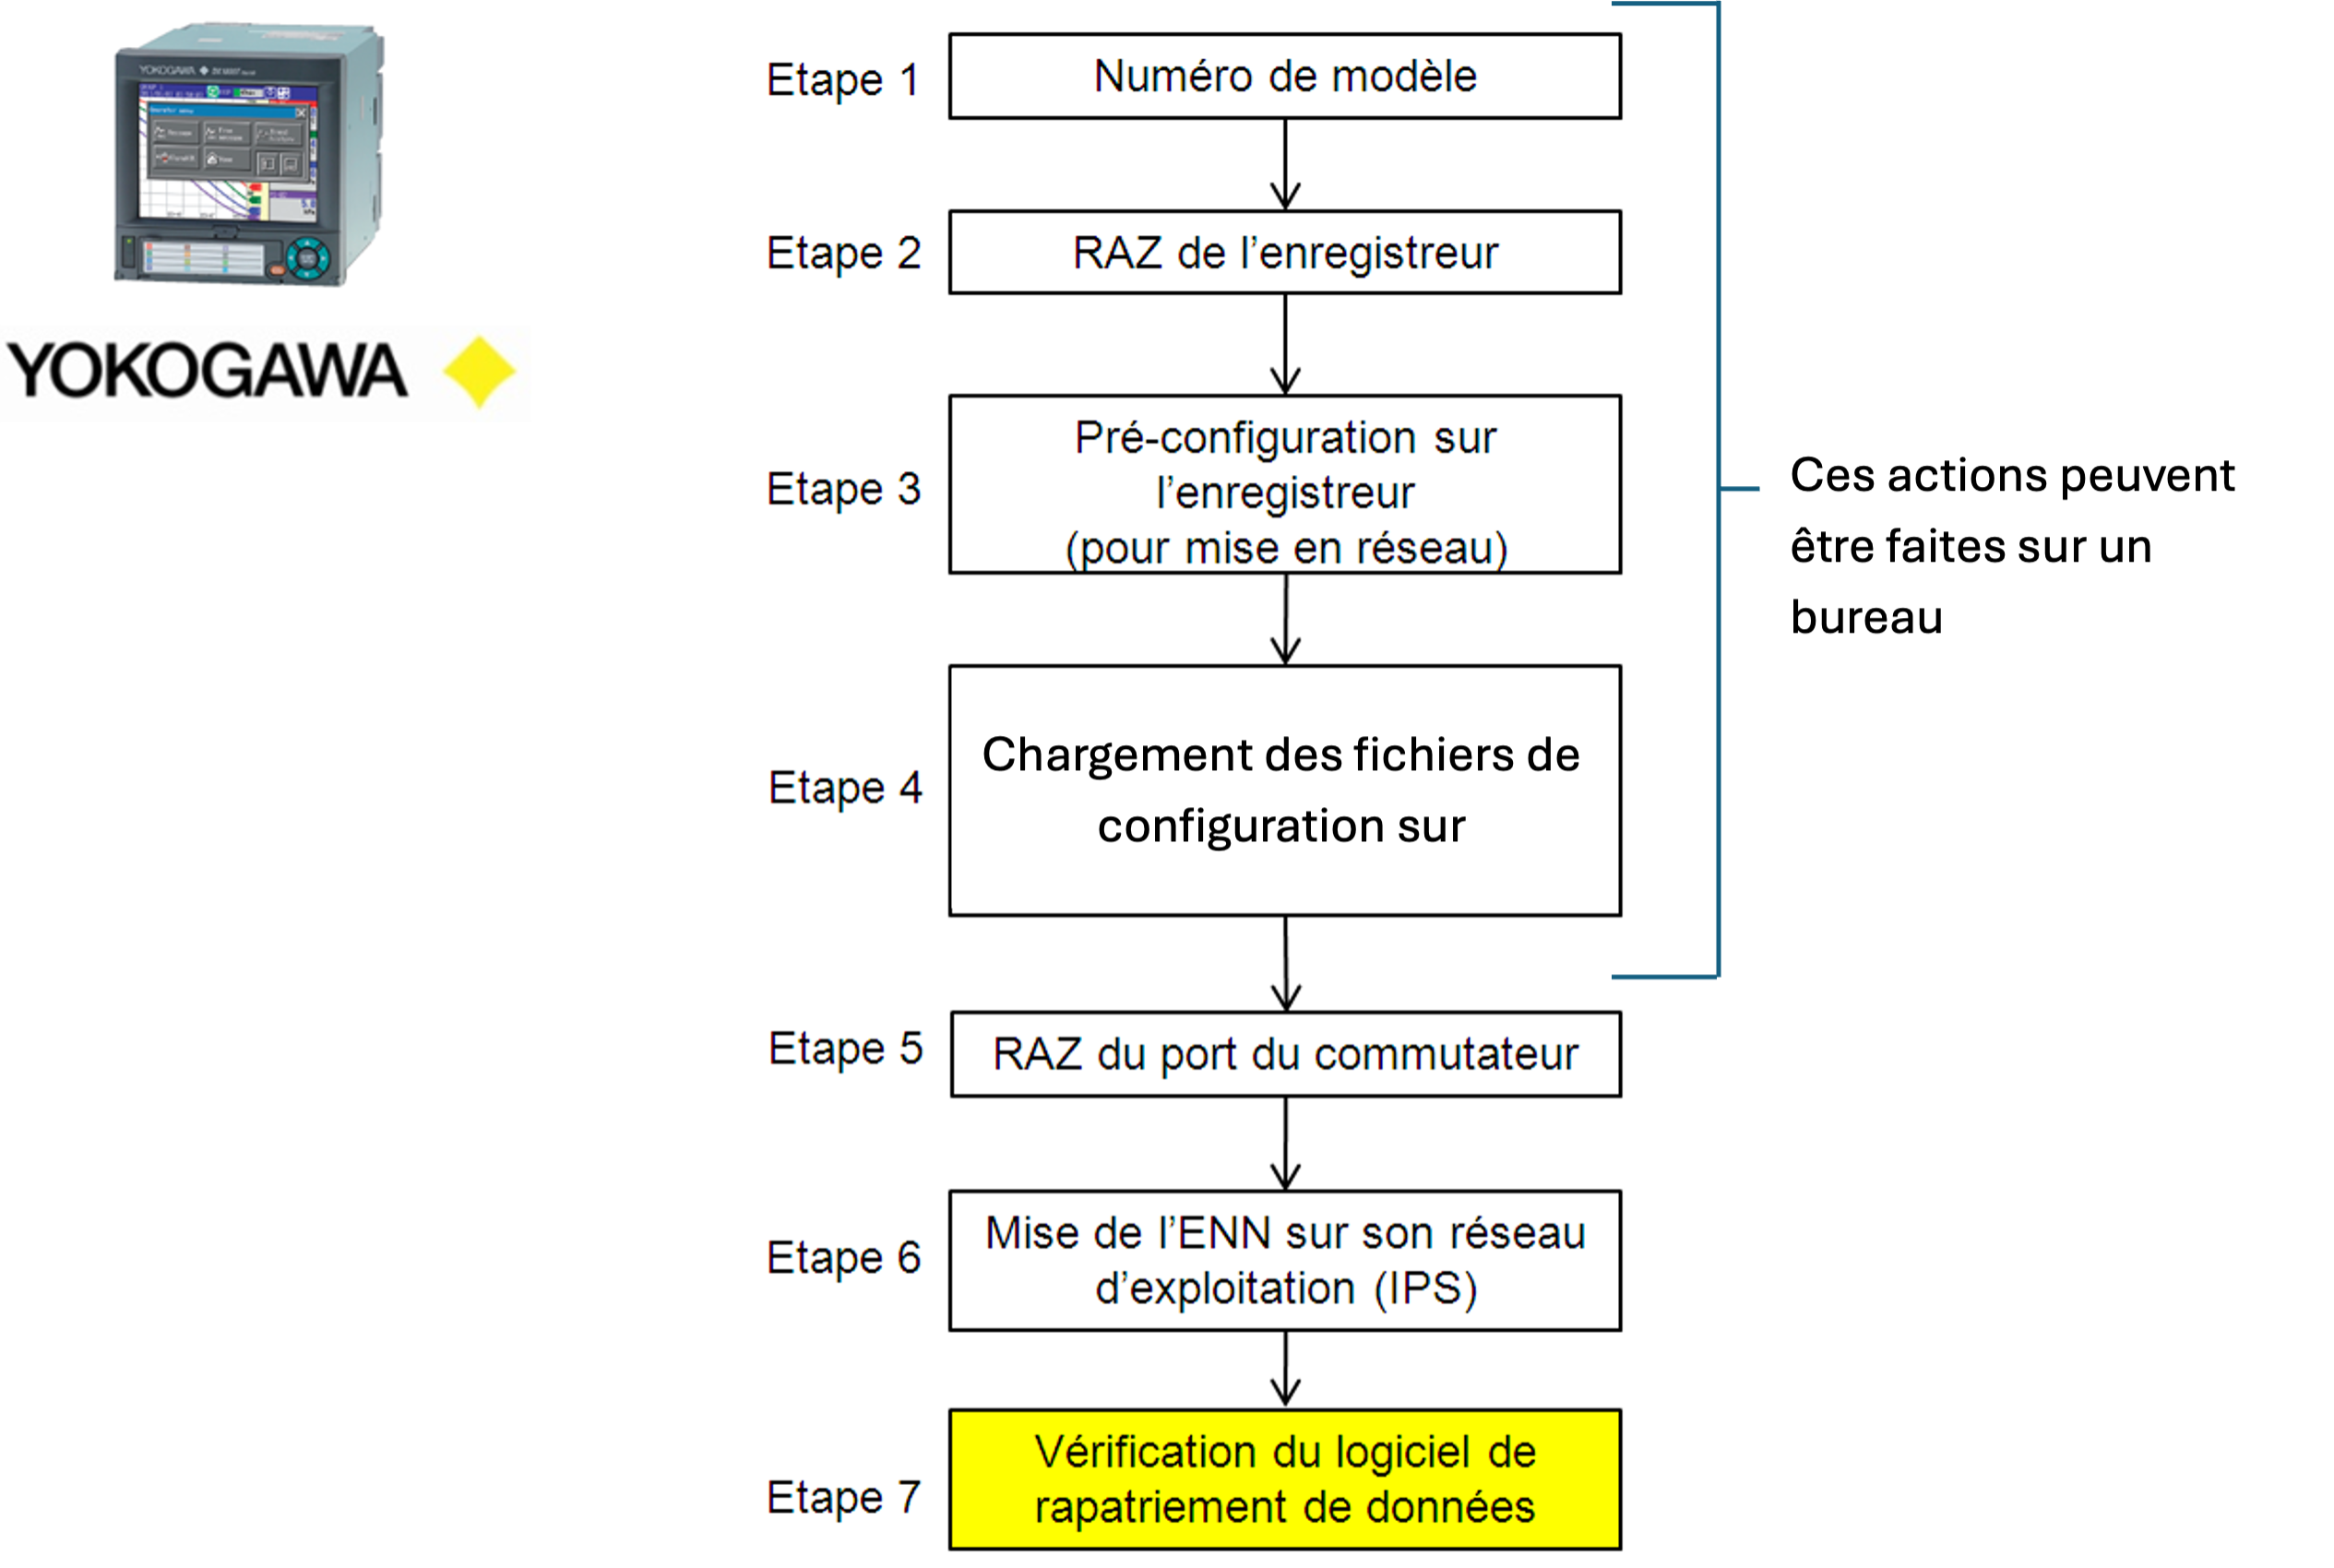 YOKOGAWA
YOKOGAWA
Etape 1
Numéro de modèle
Etape 2
RAZ de l'enregistreur
Etape 3
Pré-configuration sur
l'enregistreur
(pour mise en réseau)
Ces actions peuvent
être faites sur un
bureau
Etape 4
Chargement des fichiers de
configuration sur
Etape 5
RAZ du port du commutateur
Etape 6
Mise de l'ENN sur son réseau
d'exploitation (IPS)
Etape 7
Vérification du logiciel de
rapatriement de données